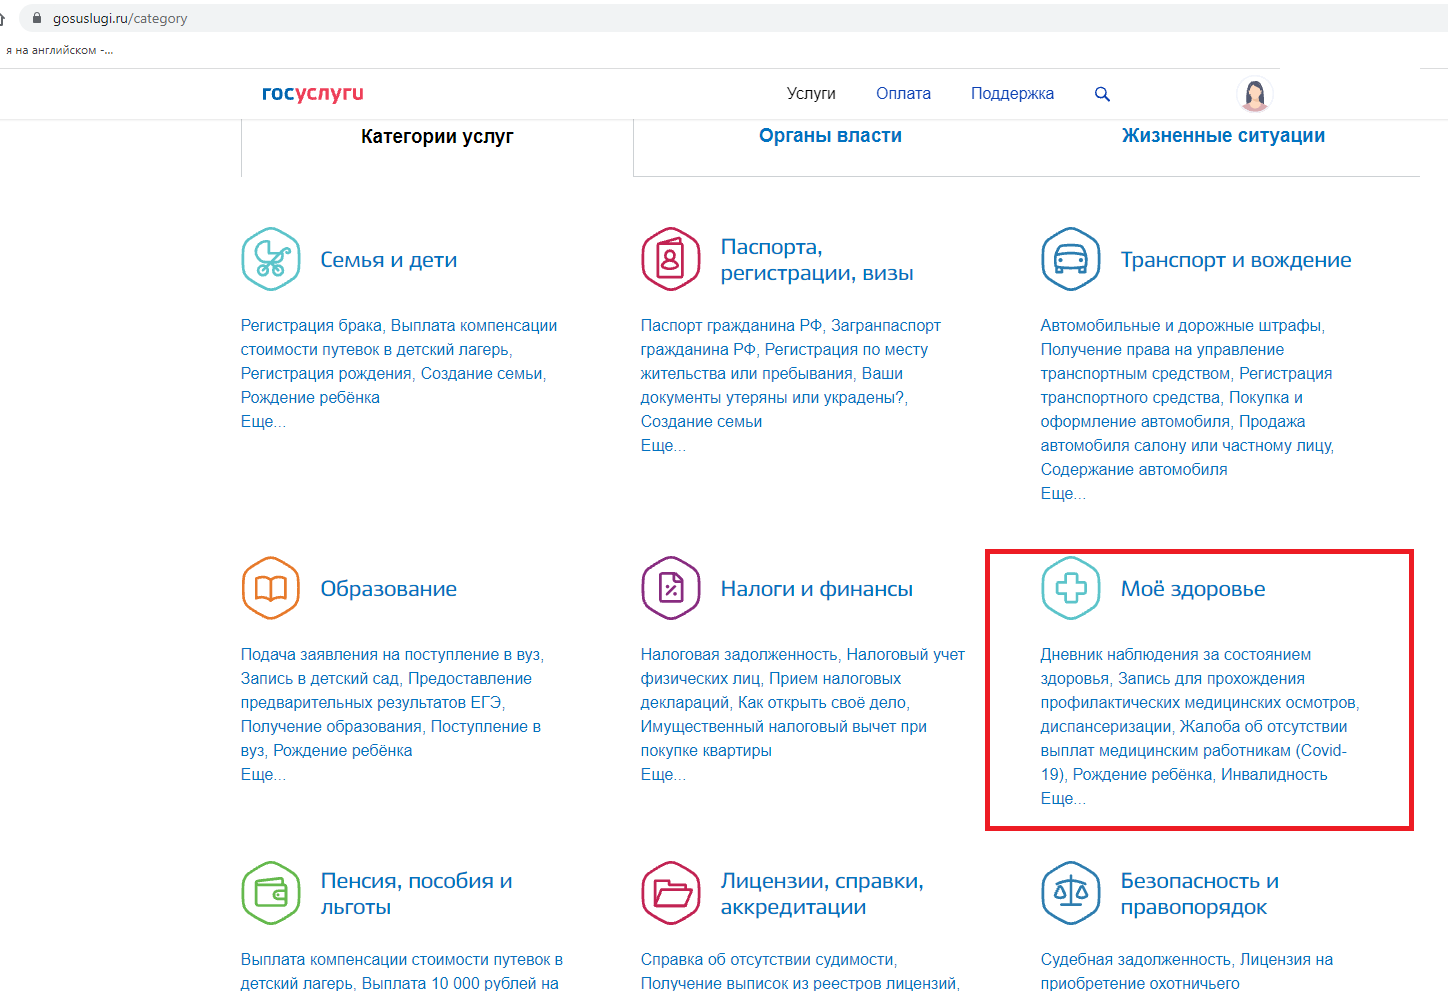 gosuslugi.ru/category
я на английском -...
госуслуги
Услуги
Оплата
Поддержка
Категории услуг
Органы власти
Жизненные ситуации
Семья и дети
Регистрация брака, Выплата компенсации
стоимости путевок в детский лагерь,
Регистрация рождения, Создание семьи,
Рождение ребёнка
Еще...
Паспорта,
регистрации, визы
Паспорт гражданина РФ, Загранпаспорт
гражданина РФ, Регистрация по месту
жительства или пребывания, Ваши
документы утеряны или украдены?,
Создание семьи
Еще...
Транспорт и вождение
Автомобильные и дорожные штрафы,
Получение права на управление
транспортным средством, Регистрация
транспортного средства, Покупка и
оформление автомобиля, Продажа
автомобиля салону или частному лицу,
Содержание автомобиля
Еще...
Образование
Подача заявления на поступление в вуз,
Запись в детский сад, Предоставление
предварительных результатов ЕГЭ,
Получение образования, Поступление в
вуз, Рождение ребёнка
Еще...
Налоги и финансы
Налоговая задолженность, Налоговый учет
физических лиц, Прием налоговых
деклараций, Как открыть своё дело,
Имущественный налоговый вычет при
покупке квартиры
Еще...
Моё здоровье
Дневник наблюдения за состоянием
здоровья, Запись для прохождения
профилактических медицинских осмотров,
диспансеризации, Жалоба об отсутствии
выплат медицинским работникам (Covid-
19), Рождение ребёнка, Инвалидность
Еще...
Пенсия, пособия и
льготы
Выплата компенсации стоимости путевок в
детский лагерь, Выплата 10 000 рублей на
Лицензии, справки,
аккредитации
Справка об отсутствии судимости,
Получение выписок из реестров лицензий,
Безопасность и
правопорядок
Судебная задолженность, Лицензия на
приобретение охотничьего